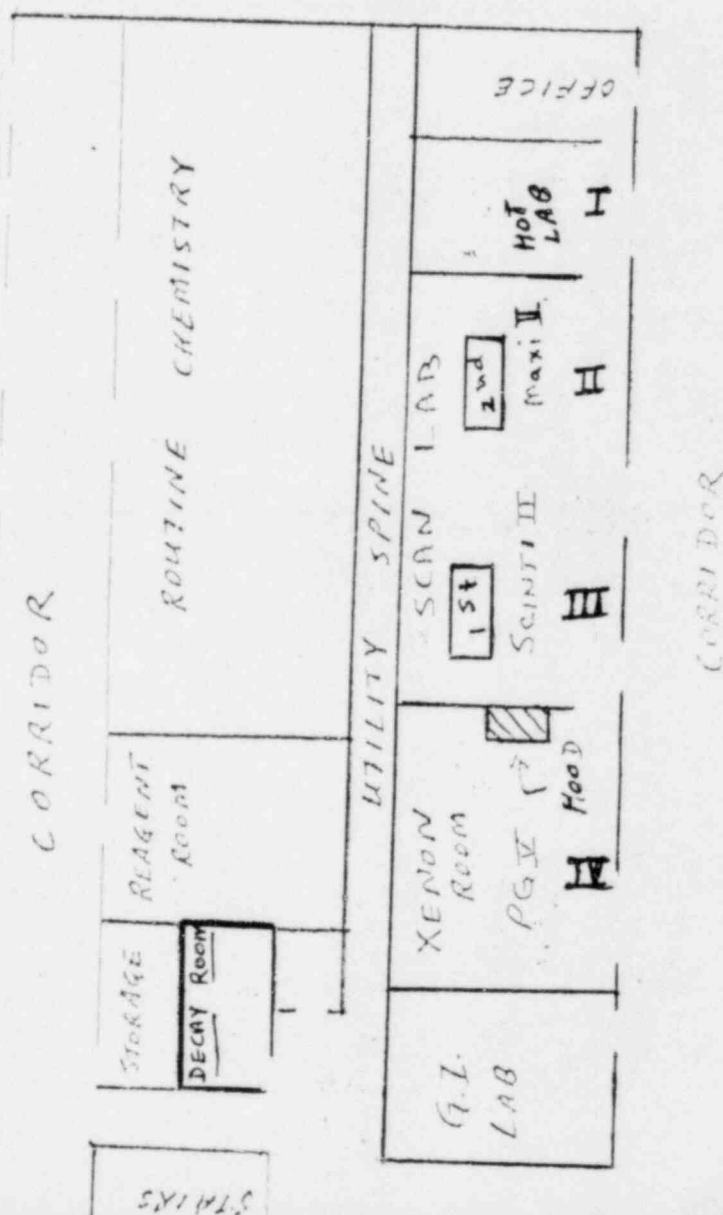 CORRIDOR
STORAGE
DECAY ROOM
REAGENT
ROOM
ROUTINE CHEMISTRY
STAIRS
UTILITY SPINE
G.I.
LAB
XENON
ROOM
PG V
HOOD
IV
SCAN LAB
1st
SCINTI II
III
2nd
Maxi II
II
HOT
LAB
I
OFFICE
CORRIDOR